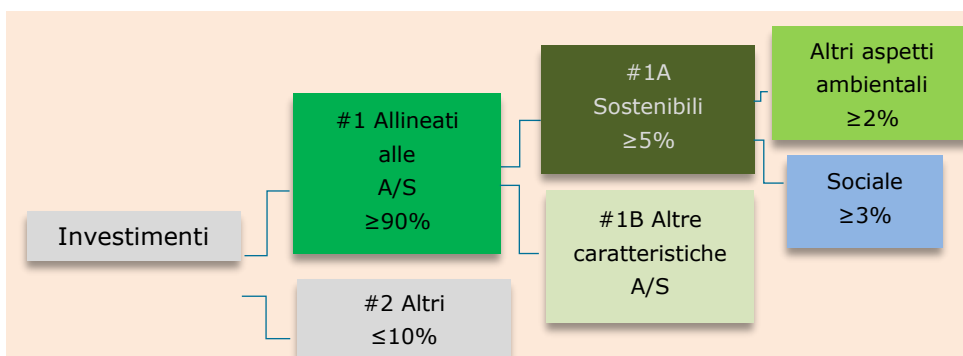 Investimenti
#1 Allineati
alle
A/S
≥90%
#2 Altri
≤10%
#1A
Sostenibili
≥5%
#1B Altre
caratteristiche
A/S
Altri aspetti
ambientali
≥2%
Sociale
≥3%